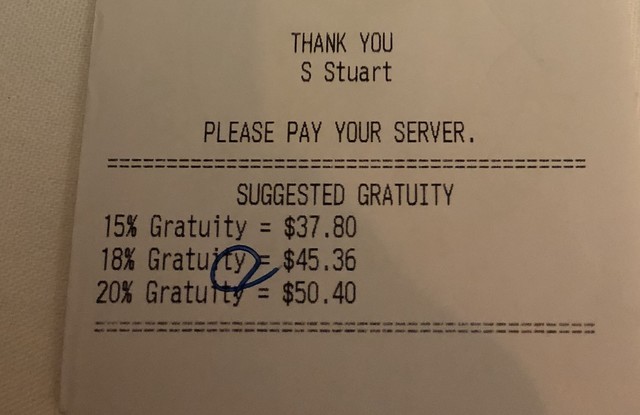 THANK YOU
S Stuart
PLEASE PAY YOUR SERVER.
==========================================
SUGGESTED GRATUITY
15% Gratuity = $37.80
18% Gratuity = $45.36
20% Gratuity = $50.40
==========================================